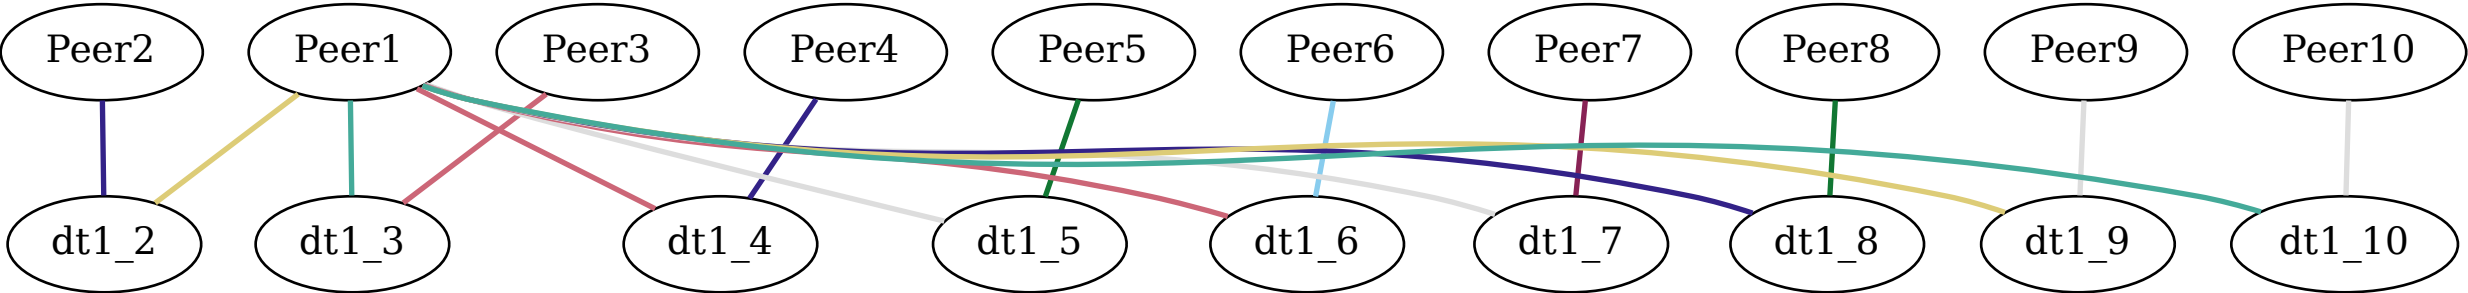 Peer2 Peer1 Peer3 Peer4 Peer5 Peer6 Peer7 Peer8 Peer9 Peer10
dt1_2 dt1_3 dt1_4 dt1_5 dt1_6 dt1_7 dt1_8 dt1_9 dt1_10